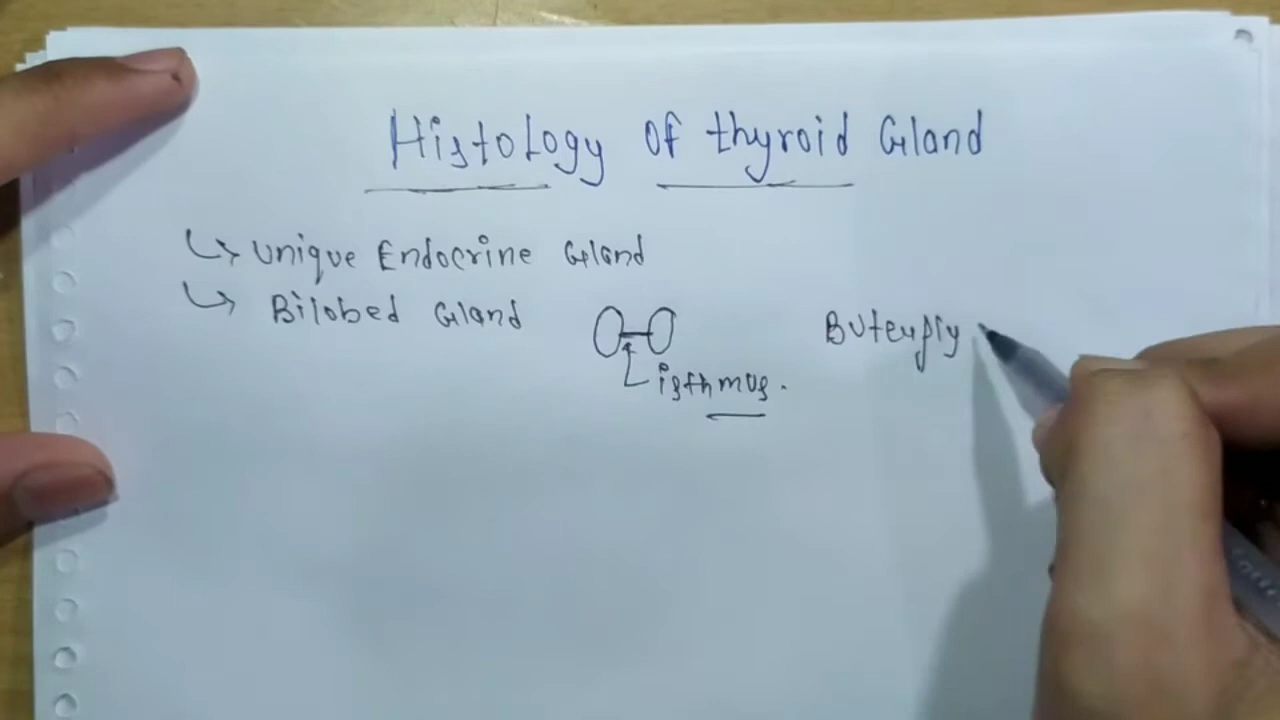 Histology of thyroid Gland
↳ Unique Endocrine Gland
↳ Bilobed Gland
Buterfly
isthmus.